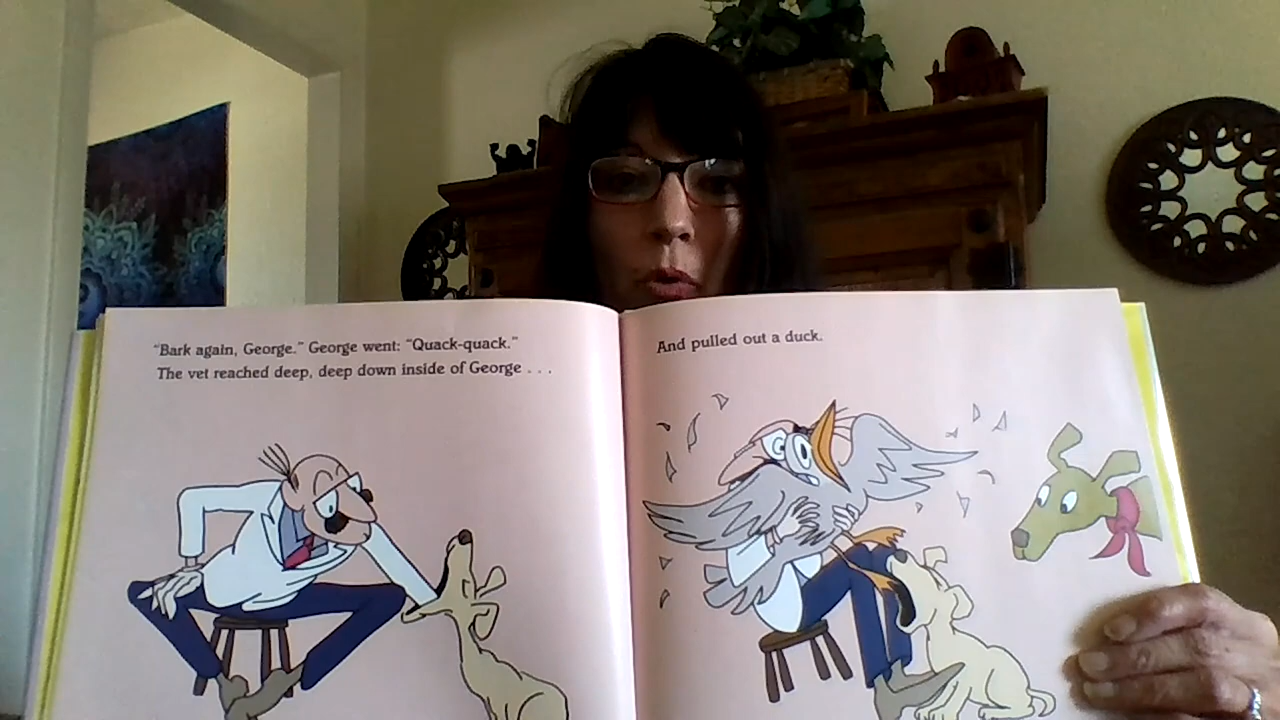 "Bark again, George." George went: "Quack-quack."
The vet reached deep, deep down inside of George . . .
And pulled out a duck.